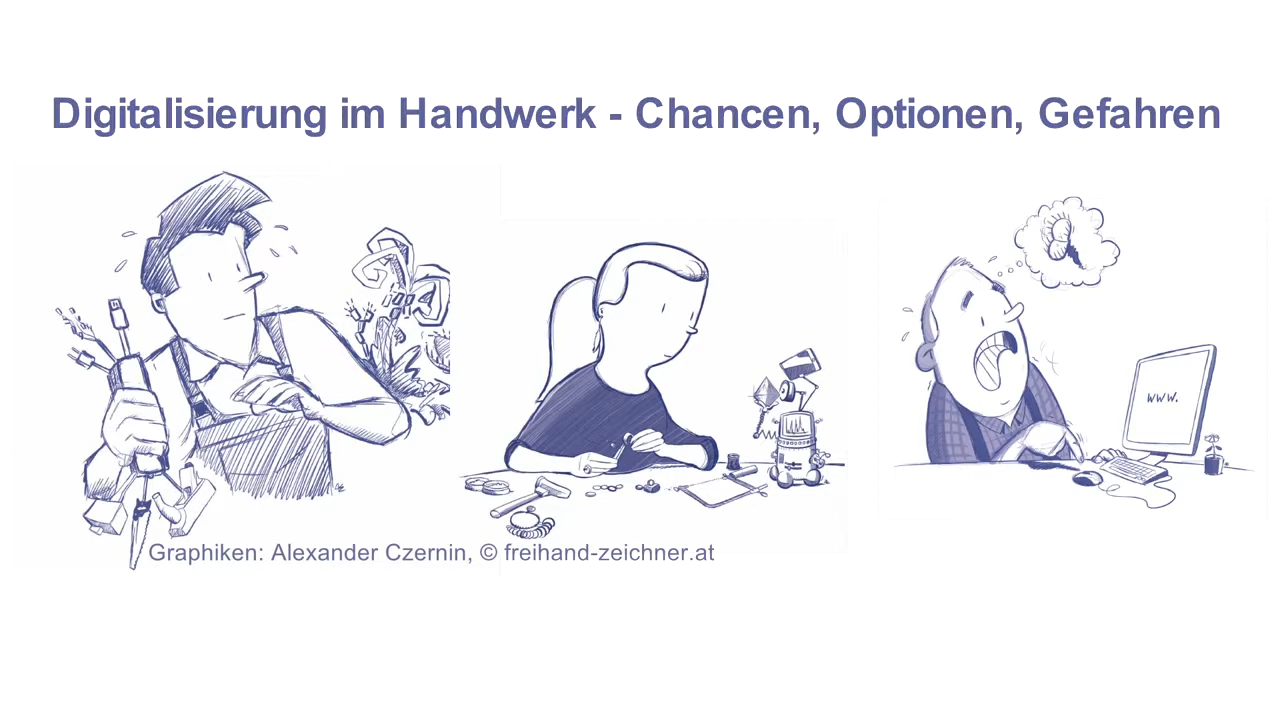 Digitalisierung im Handwerk - Chancen, Optionen, Gefahren
www.
Graphiken: Alexander Czernin, © freihand-zeichner.at